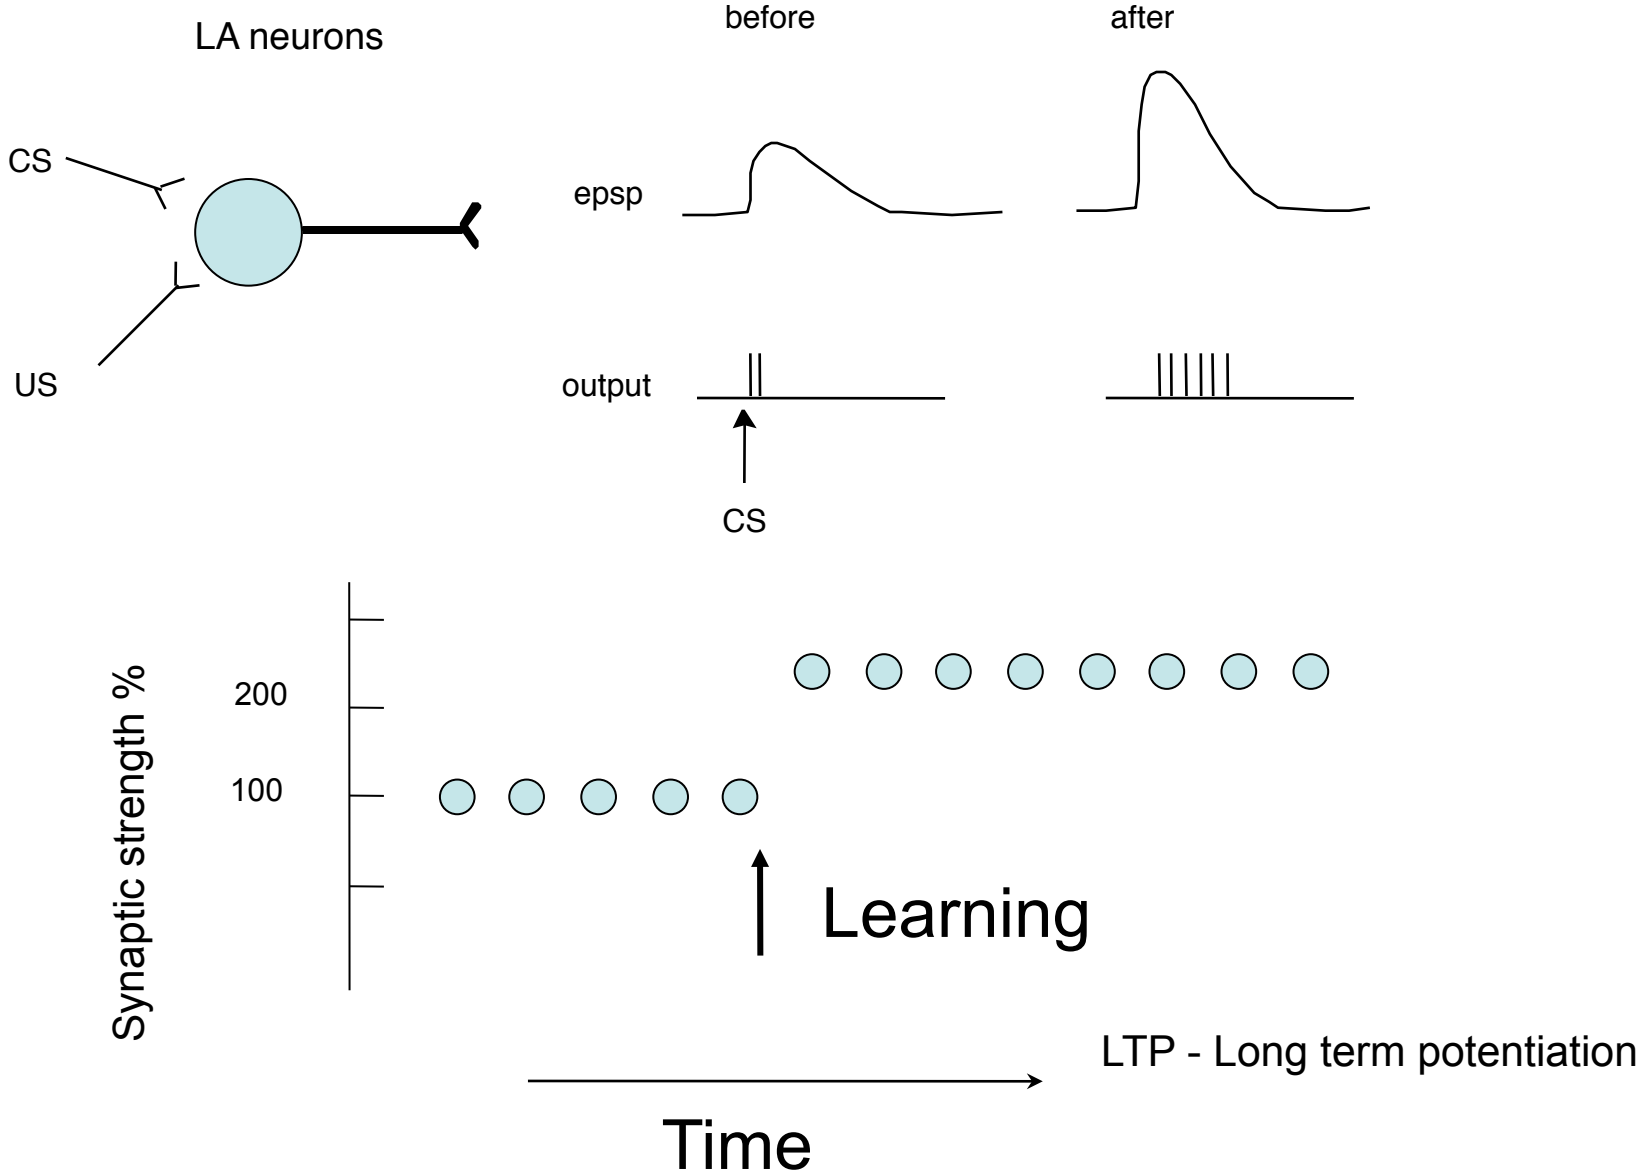 LA neurons
before
after
CS
epsp
US
output
CS
Synaptic strength %
200
100
Learning
LTP - Long term potentiation
Time